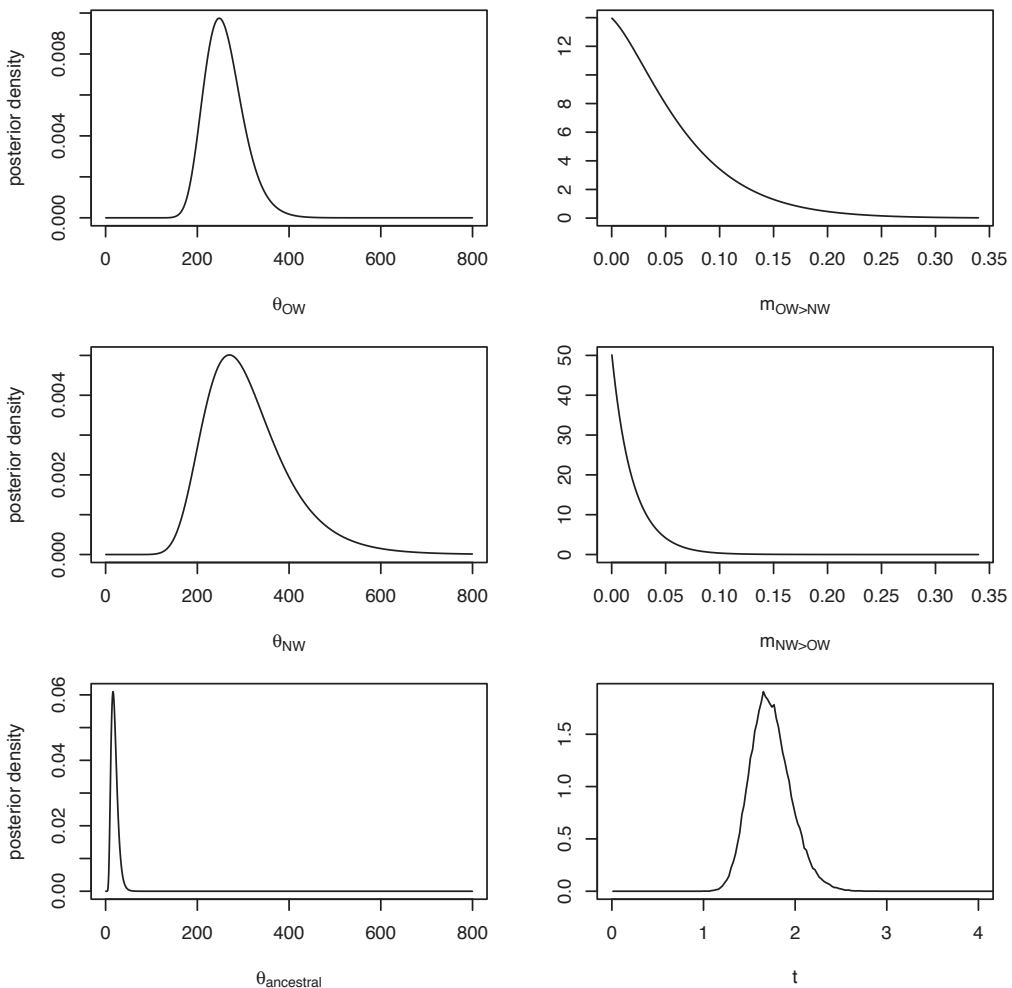 posterior density
0.000 0.004 0.008
0 200 400 600 800
θOW
0 2 4 6 8 12
0.00 0.05 0.10 0.15 0.20 0.25 0.30 0.35
mOW>NW
posterior density
0.000 0.002 0.004
0 200 400 600 800
θNW
0 10 20 30 40 50
0.00 0.05 0.10 0.15 0.20 0.25 0.30 0.35
mNW>OW
posterior density
0.00 0.02 0.04 0.06
0 200 400 600 800
θancestral
0.0 0.5 1.0 1.5
0 1 2 3 4
t